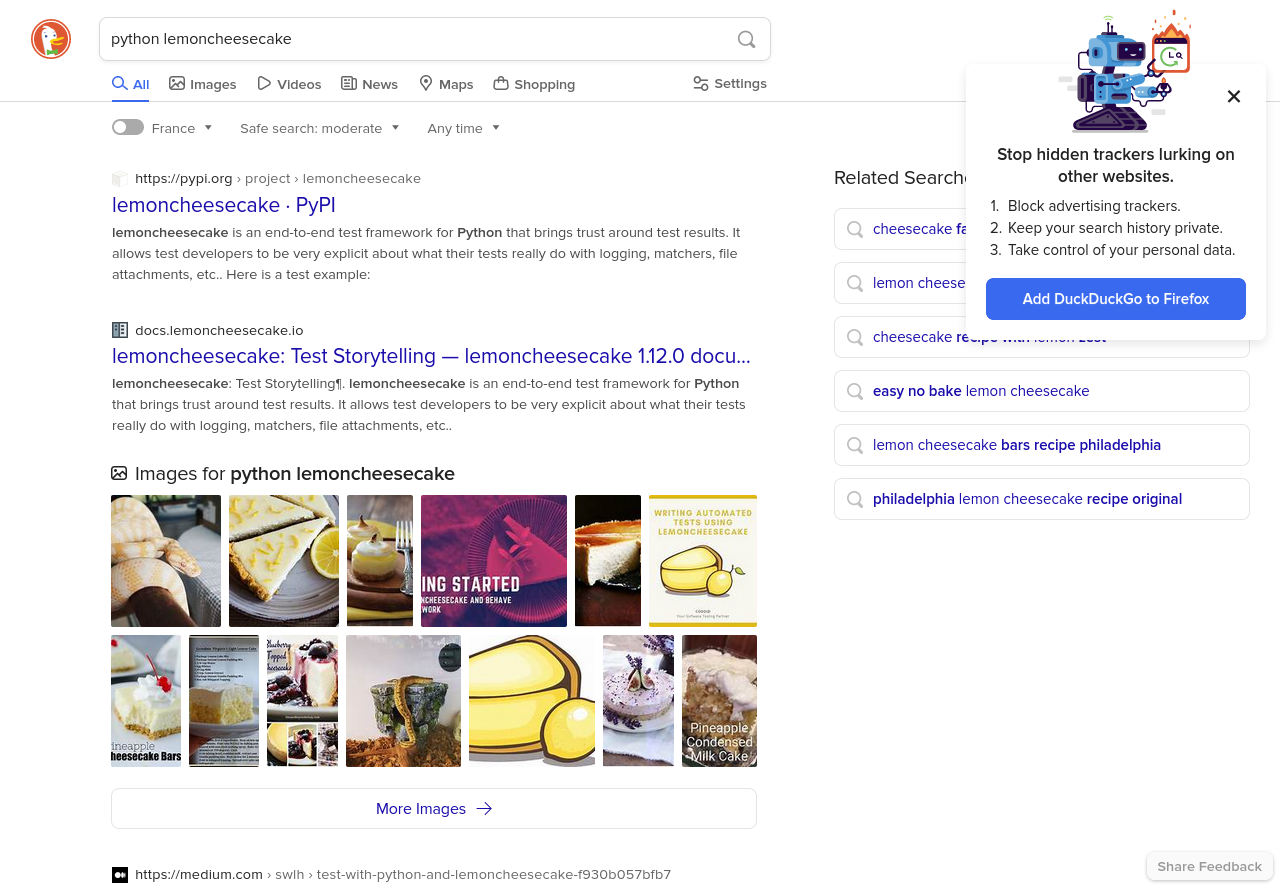 python lemoncheesecake
All
Images
Videos
News
Maps
Shopping
Settings
France
Safe search: moderate
Any time
https://pypi.org › project › lemoncheesecake
lemoncheesecake · PyPI
lemoncheesecake is an end-to-end test framework for Python that brings trust around test results. It
allows test developers to be very explicit about what their tests really do with logging, matchers, file
attachments, etc.. Here is a test example:
docs.lemoncheesecake.io
lemoncheesecake: Test Storytelling — lemoncheesecake 1.12.0 docu...
lemoncheesecake: Test Storytelling¶. lemoncheesecake is an end-to-end test framework for Python
that brings trust around test results. It allows test developers to be very explicit about what their tests
really do with logging, matchers, file attachments, etc..
Images for python lemoncheesecake
ING STARTED
NCHEESECAKE AND BEHAVE
WORK
WRITING AUTOMATED
TESTS USING
LEMONCHEESECAKE
CODOID
Your Software Testing Partner
ineapple
heesecake Bars
Blueberry
Topped
Cheesecake
Pineapple
Condensed
Milk Cake
More Images
https://medium.com › swlh › test-with-python-and-lemoncheesecake-f930b057bfb7
Related Searche
cheesecake fa
lemon cheese
cheesecake recipe with lemon zest
easy no bake lemon cheesecake
lemon cheesecake bars recipe philadelphia
philadelphia lemon cheesecake recipe original
Stop hidden trackers lurking on
other websites.
1. Block advertising trackers.
2. Keep your search history private.
3. Take control of your personal data.
Add DuckDuckGo to Firefox
Share Feedback